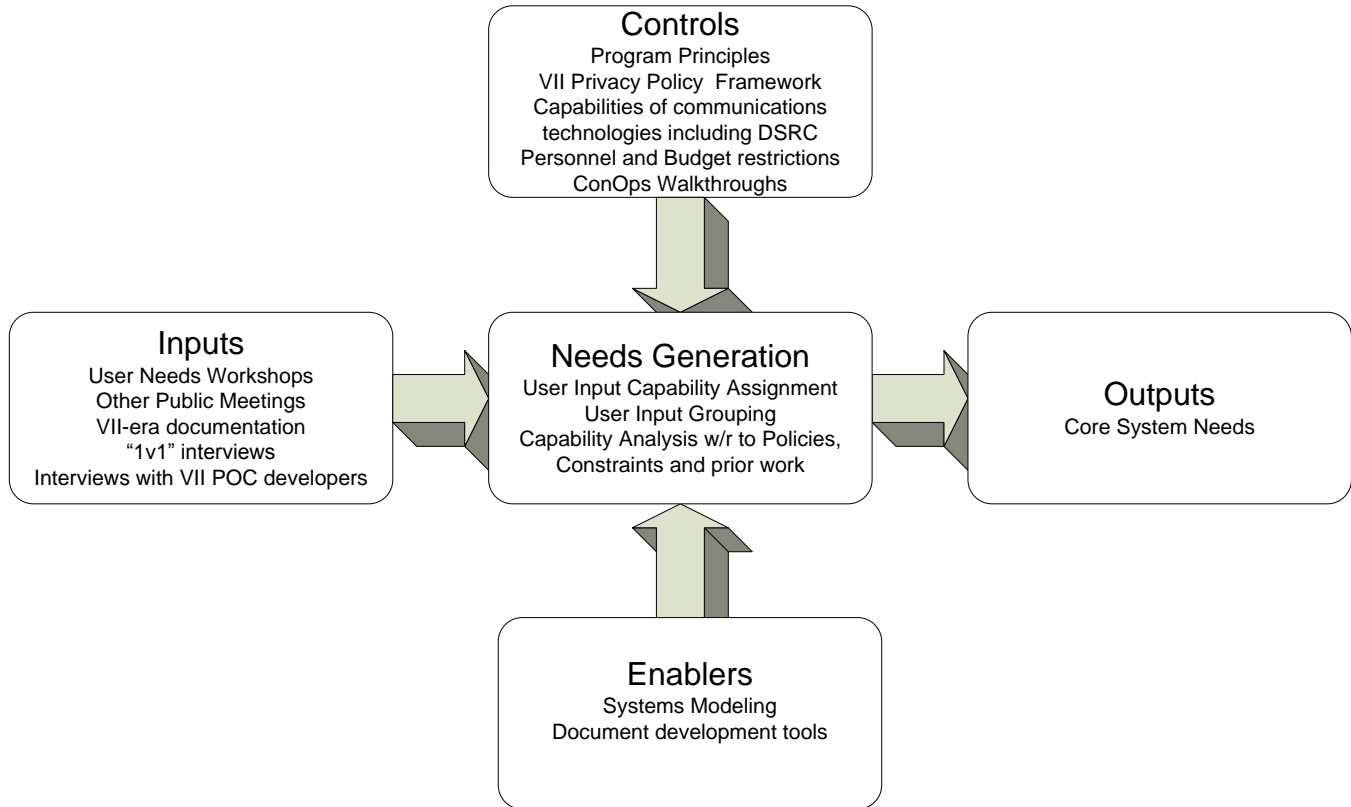 Controls
Program Principles
VII Privacy Policy Framework
Capabilities of communications
technologies including DSRC
Personnel and Budget restrictions
ConOps Walkthroughs
Inputs
User Needs Workshops
Other Public Meetings
VII-era documentation
“1v1” interviews
Interviews with VII POC developers
Needs Generation
User Input Capability Assignment
User Input Grouping
Capability Analysis w/r to Policies,
Constraints and prior work
Outputs
Core System Needs
Enablers
Systems Modeling
Document development tools